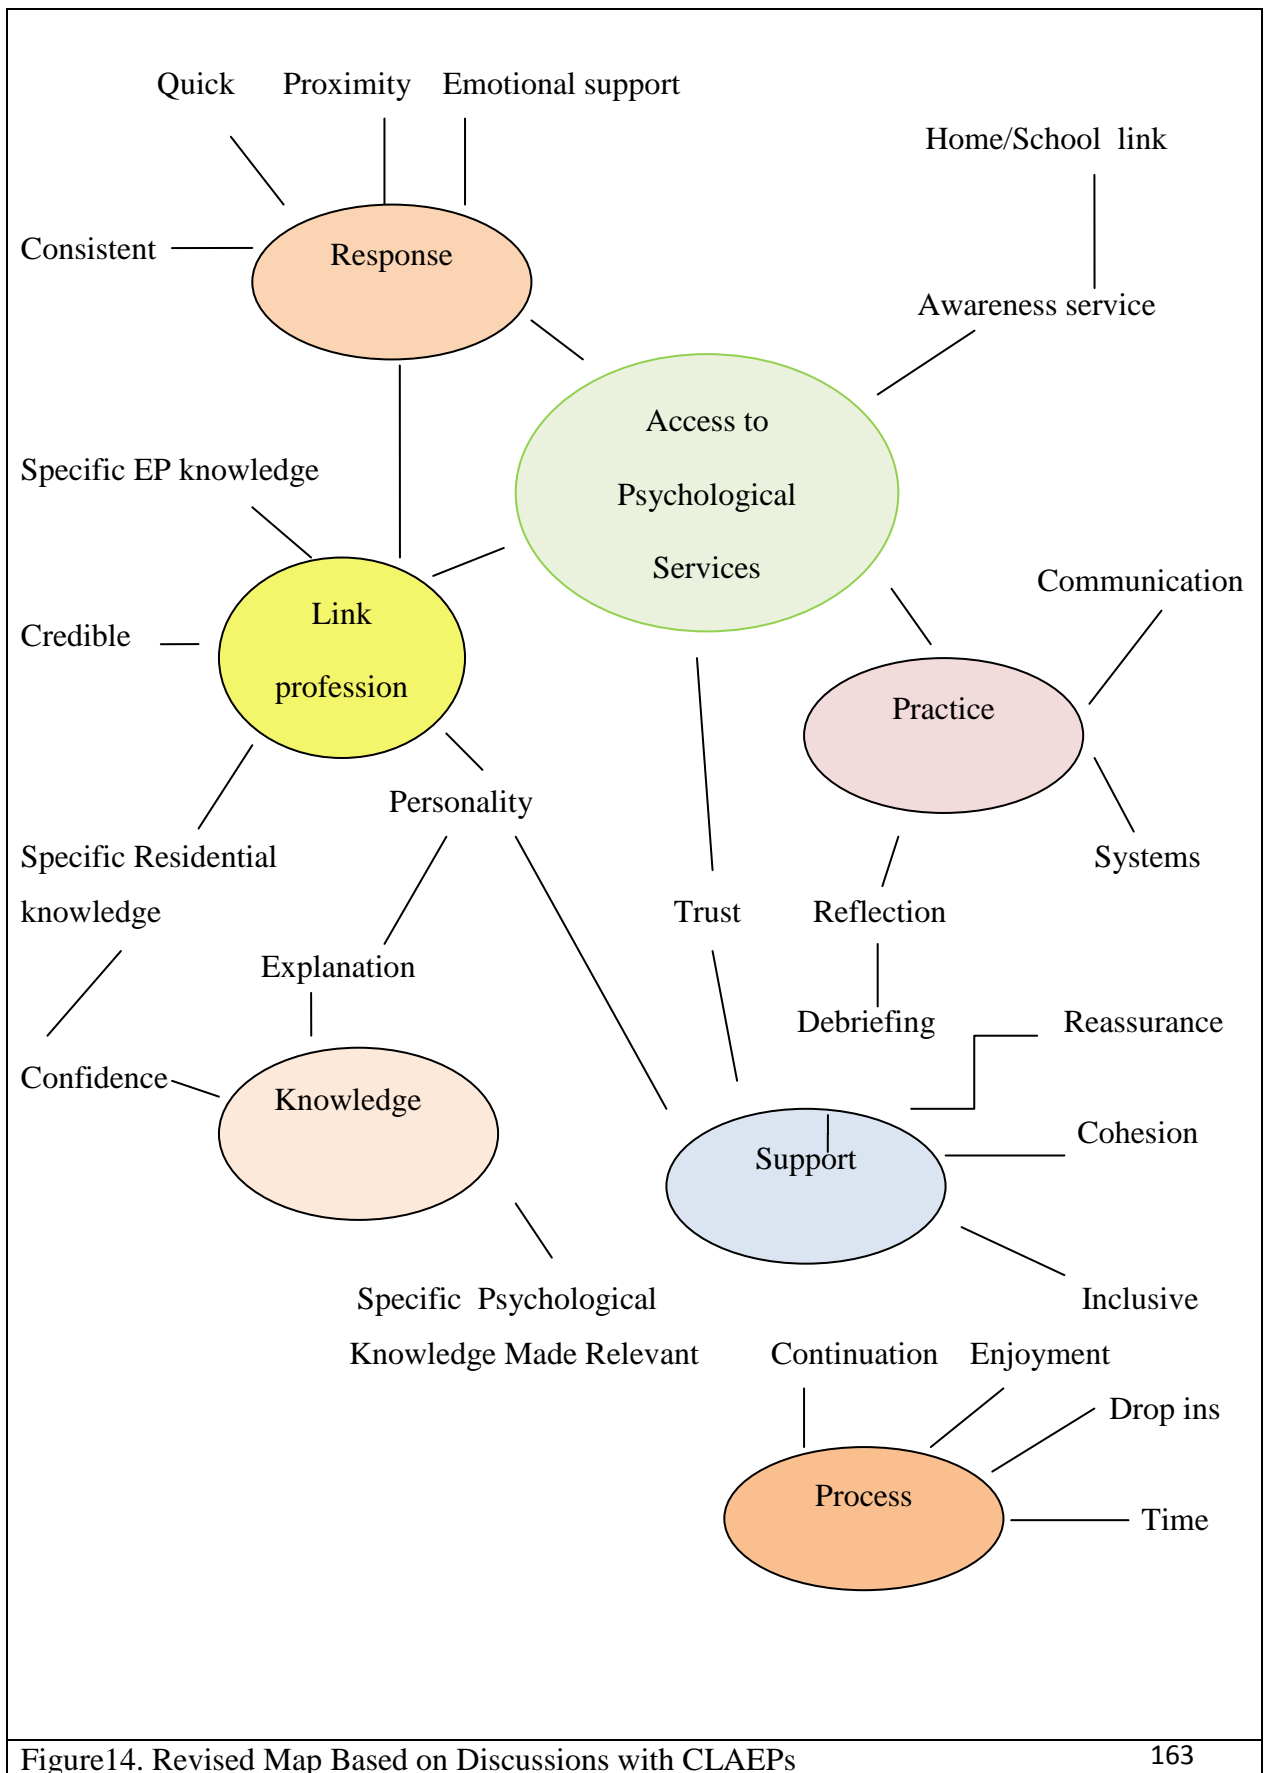 Quick Proximity Emotional support
Home/School link
Consistent
Response
Awareness service
Access to
Psychological
Services
Specific EP knowledge
Communication
Link
profession
Credible
Practice
Personality
Specific Residential
knowledge
Systems
Trust
Reflection
Explanation
Debriefing
Reassurance
Confidence
Knowledge
Cohesion
Support
Specific Psychological
Knowledge Made Relevant
Inclusive
Continuation Enjoyment
Drop ins
Process
Time
Figure14. Revised Map Based on Discussions with CLAEPs
163